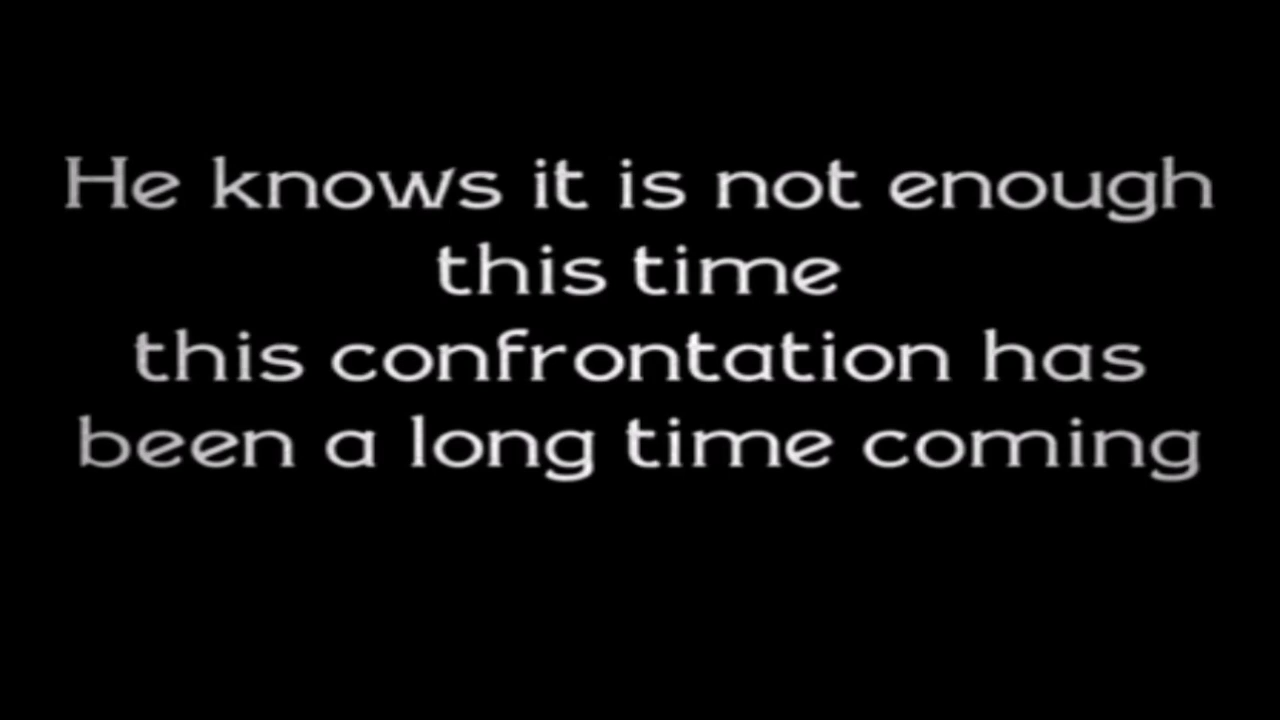 He knows it is not enough
this time
this confrontation has
been a long time coming